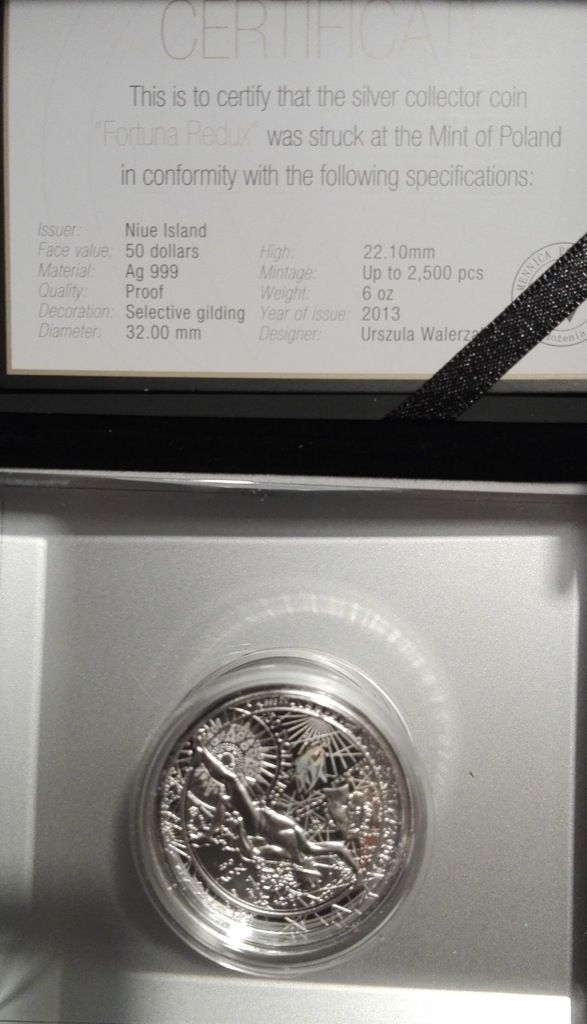 CERTIFICATE
This is to certify that the silver collector coin
"Fortuna Redux" was struck at the Mint of Poland
in conformity with the following specifications:
Issuer: Niue Island
Face value: 50 dollars High: 22.10mm
Material: Ag 999 Mintage: Up to 2,500 pcs
Quality: Proof Weight: 6 oz
Decoration: Selective gilding Year of issue: 2013
Diameter: 32.00 mm Designer: Urszula Walerza
MENNICA P